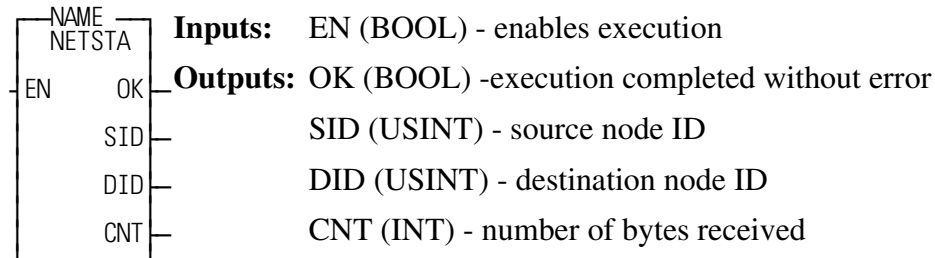 NAME
NETSTA
Inputs: EN (BOOL) - enables execution
EN OK
Outputs: OK (BOOL) -execution completed without error
SID
SID (USINT) - source node ID
DID
DID (USINT) - destination node ID
CNT
CNT (INT) - number of bytes received